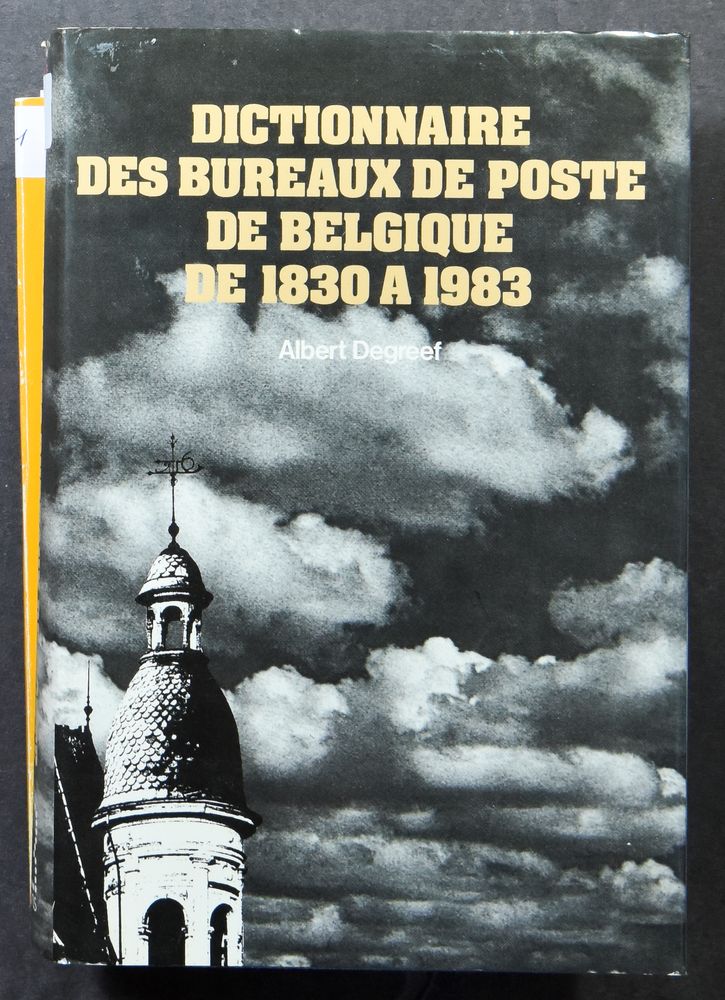 DICTIONNAIRE
DES BUREAUX DE POSTE
DE BELGIQUE
DE 1830 A 1983
Albert Degreef